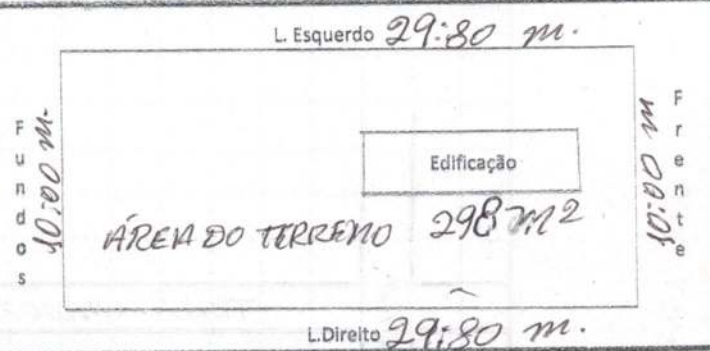 L. Esquerdo 29:80 m.
Fundos 10:00 m.
Frente 10:00 m
Edificação
ÁREA DO TERRENO 298 m2
L.Direito 29:80 m.